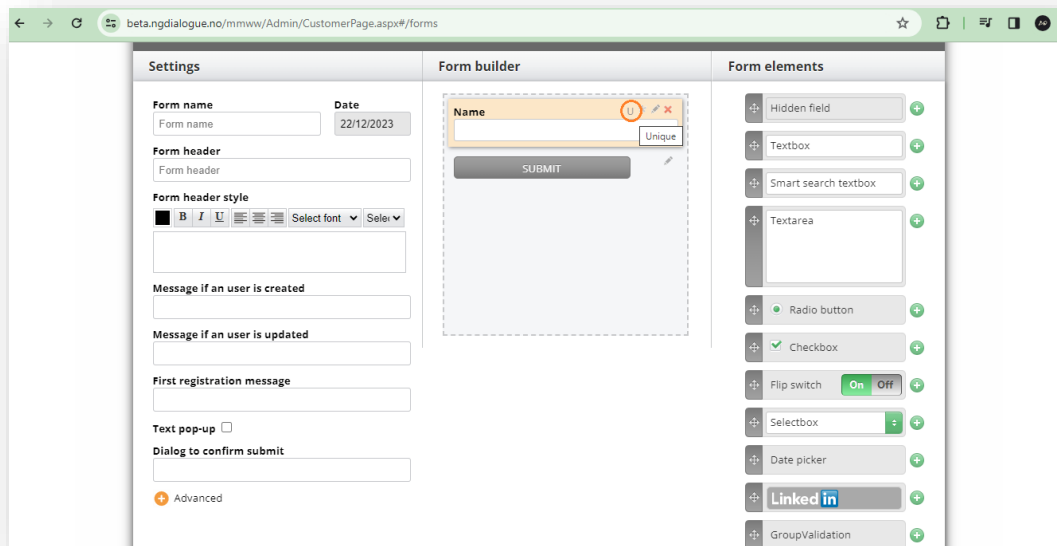 beta.ngdialogue.no/mmww/Admin/CustomerPage.aspx#/forms
Settings
Form name
Date
Form name
22/12/2023
Form header
Form header
Form header style
B I U Select font Selec
Message if an user is created
Message if an user is updated
First registration message
Text pop-up
Dialog to confirm submit
Advanced
Form builder
Name
U
Unique
SUBMIT
Form elements
Hidden field
Textbox
Smart search textbox
Textarea
Radio button
Checkbox
Flip switch On Off
Selectbox
Date picker
Linked in
GroupValidation